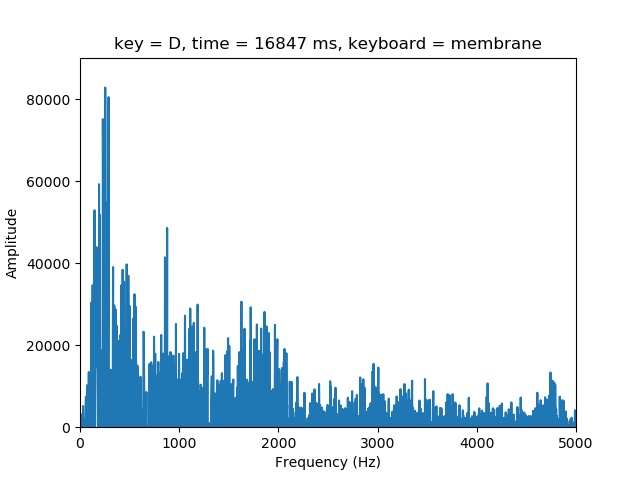 key = D, time = 16847 ms, keyboard = membrane
80000
60000
40000
20000
0
Amplitude
0 1000 2000 3000 4000 5000
Frequency (Hz)